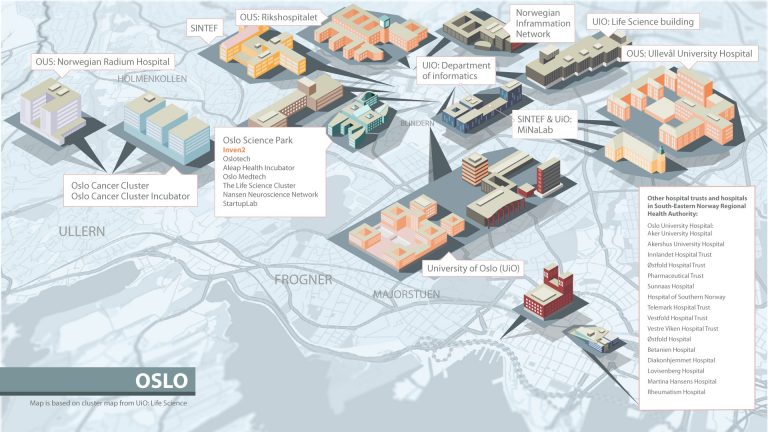 SINTEF
OUS: Rikshospitalet
Norwegian
Inframmation
Network
UIO: Life Science building
OUS: Norwegian Radium Hospital
HOLMENKOLLEN
UIO: Department
of informatics
OUS: Ullevål University Hospital
BLINDERN
SINTEF & UiO:
MiNaLab
Oslo Science Park
Inven2
Oslotech
Aleap Health Incubator
Oslo Medtech
The Life Science Cluster
Nansen Neuroscience Network
StartupLab
Oslo Cancer Cluster
Oslo Cancer Cluster Incubator
ULLERN
FROGNER
MAJORSTUEN
University of Oslo (UiO)
Other hospital trusts and hospitals
in South-Eastern Norway Regional
Health Authority:
Oslo University Hospital:
Aker University Hospital
Akershus University Hospital
Innlandet Hospital Trust
Østfold Hospital Trust
Pharmaceutical Trust
Sunnaas Hospital
Hospital of Southern Norway
Telemark Hospital Trust
Vestfold Hospital Trust
Vestre Viken Hospital Trust
Østfold Hospital
Betanien Hospital
Diakonhjemmet Hospital
Lovisenberg Hospital
Martina Hansens Hospital
Rheumatism Hospital
OSLO
Map is based on cluster map from UiO: Life Science